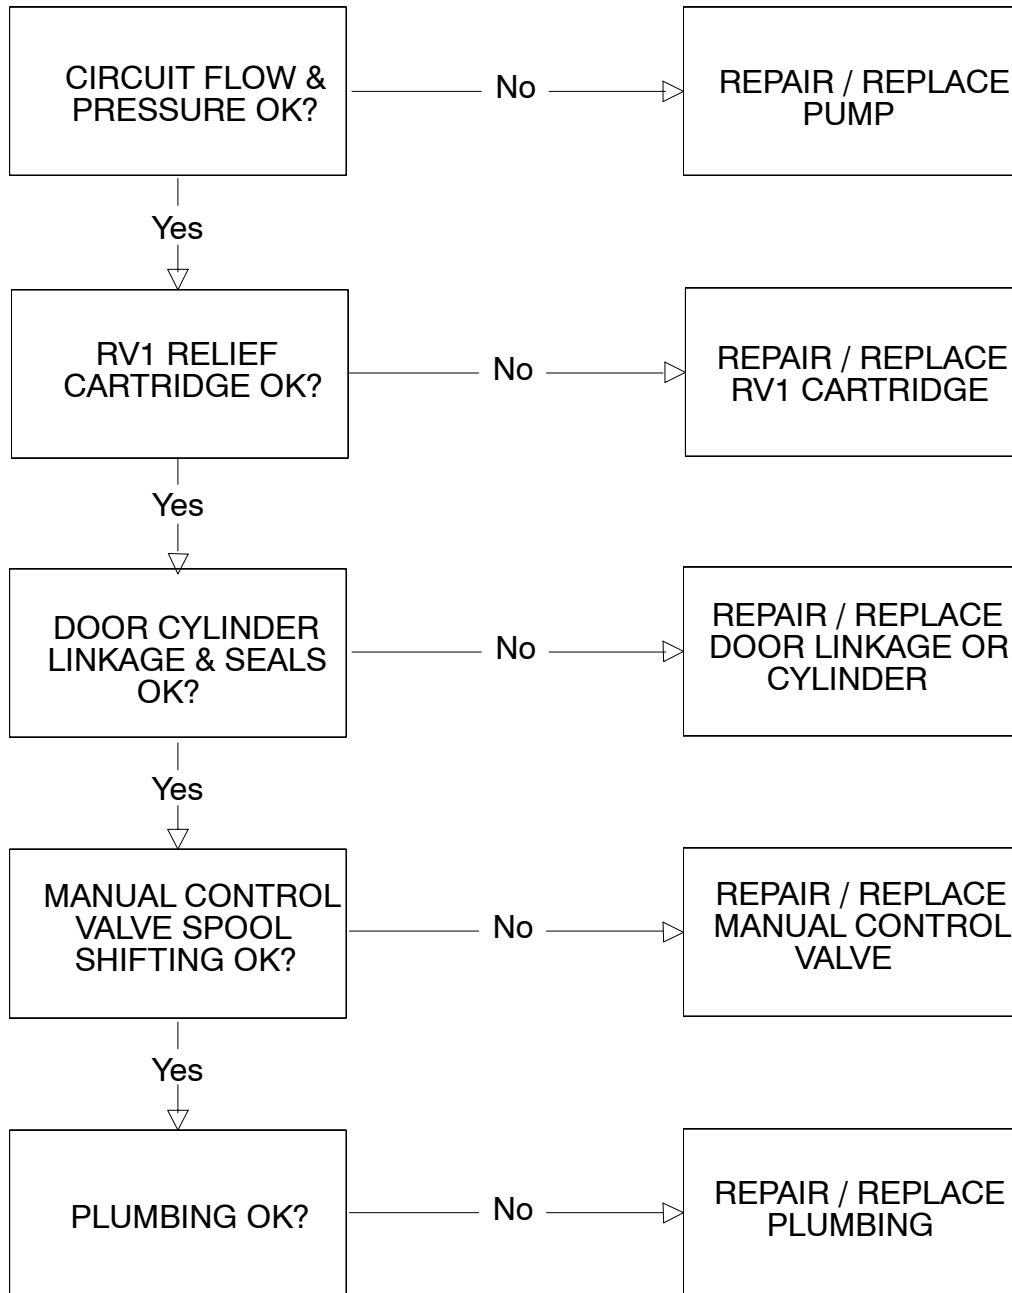 CIRCUIT FLOW &
PRESSURE OK?
No
REPAIR / REPLACE
PUMP
Yes
RV1 RELIEF
CARTRIDGE OK?
No
REPAIR / REPLACE
RV1 CARTRIDGE
Yes
DOOR CYLINDER
LINKAGE & SEALS
OK?
No
REPAIR / REPLACE
DOOR LINKAGE OR
CYLINDER
Yes
MANUAL CONTROL
VALVE SPOOL
SHIFTING OK?
No
REPAIR / REPLACE
MANUAL CONTROL
VALVE
Yes
PLUMBING OK?
No
REPAIR / REPLACE
PLUMBING